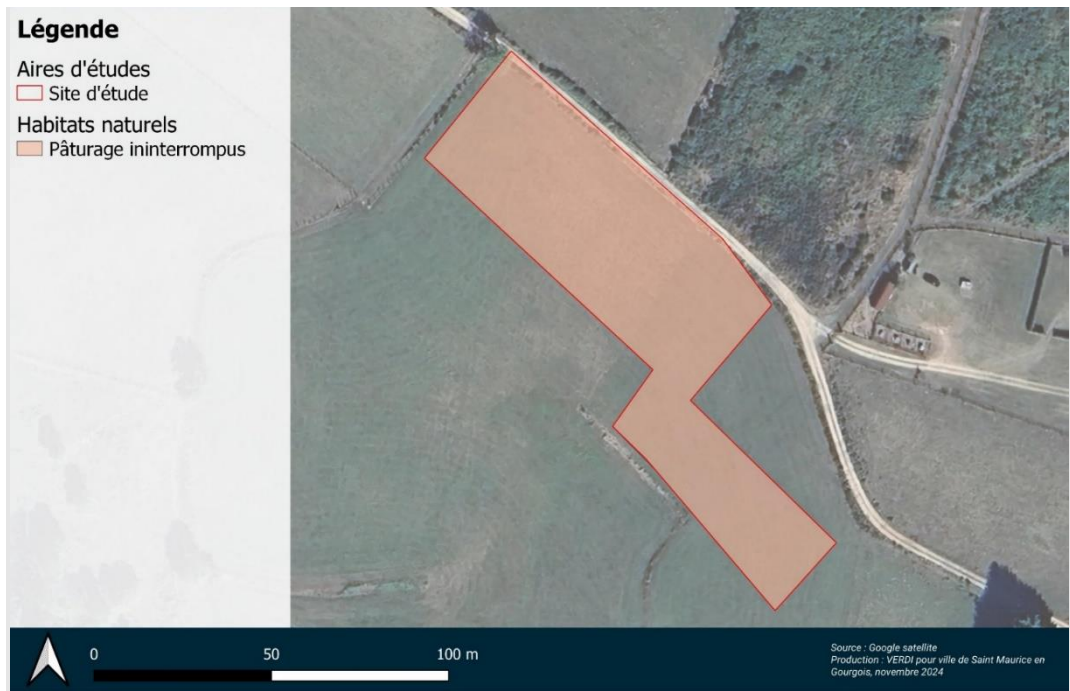 Légende
Aires d'études
Site d'étude
Habitats naturels
Pâturage ininterrompus
0 50 100 m
Source : Google satellite
Production : VERDI pour ville de Saint Maurice en
Gourgois, novembre 2024